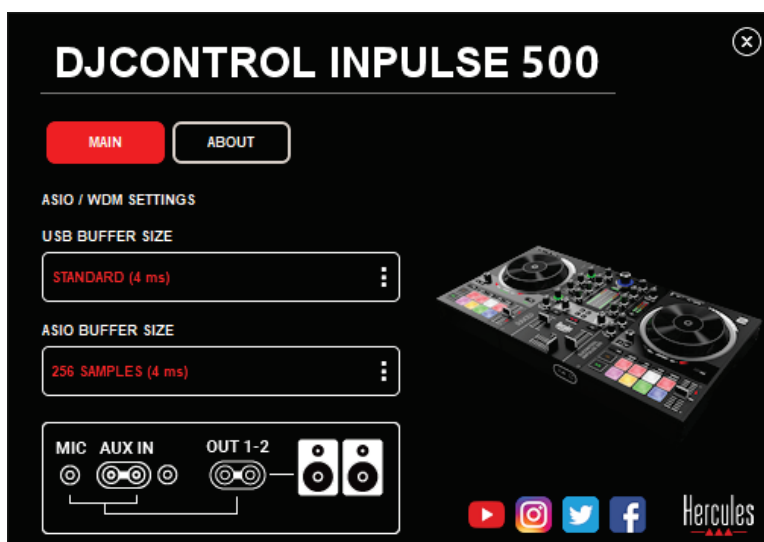 DJCONTROL INPULSE 500
MAIN
ABOUT
ASIO / WDM SETTINGS
USB BUFFER SIZE
STANDARD (4 ms)
ASIO BUFFER SIZE
256 SAMPLES (4 ms)
MIC AUX IN OUT 1-2
Hercules